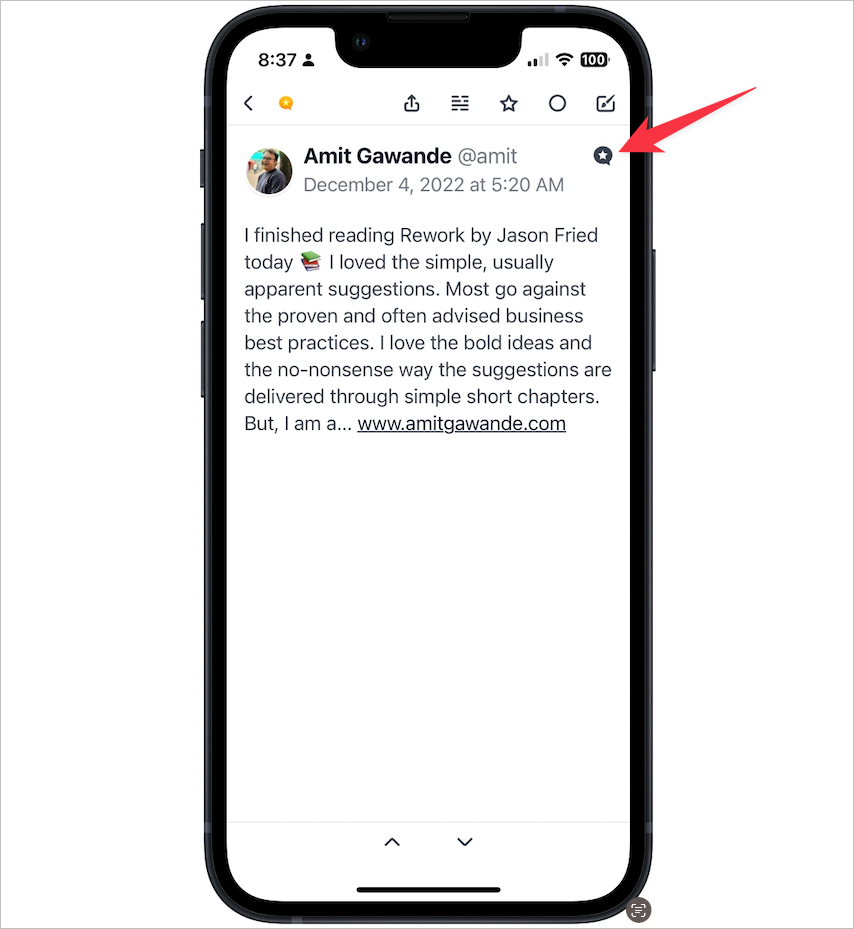 8:37
100
Amit Gawande @amit
December 4, 2022 at 5:20 AM
I finished reading Rework by Jason Fried
today 📚 I loved the simple, usually
apparent suggestions. Most go against
the proven and often advised business
best practices. I love the bold ideas and
the no-nonsense way the suggestions are
delivered through simple short chapters.
But, I am a... www.amitgawande.com